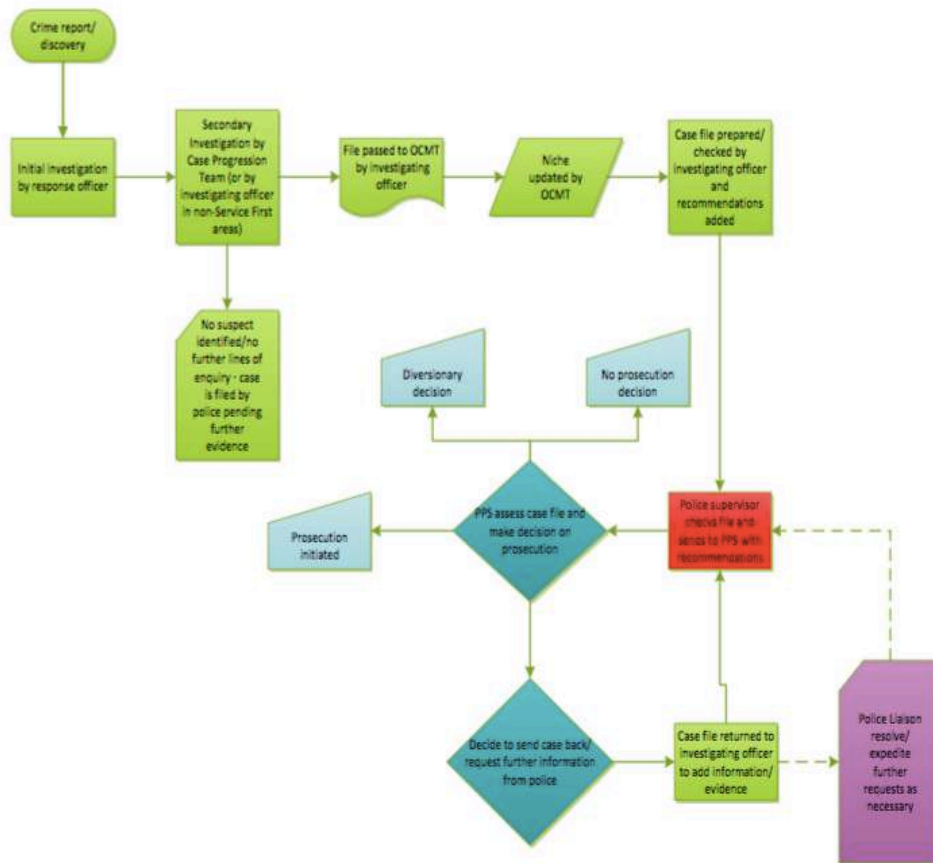 Crime report/
discovery
Initial investigation
by response officer
Secondary
Investigation by
Case Progression
Team (or by
investigating officer
in non-Service First
areas)
File passed to OCMT
by investigating
officer
Niche
updated by
OCMT
Case file prepared/
checked by
investigating officer
and
recommendations
added
No suspect
identified/no
further lines of
enquiry - case
is filed by
police pending
further
evidence
Diversionary
decision
No prosecution
decision
Prosecution
initiated
PPS assess case file and
make decision on
prosecution
Police supervisor
checks file and
sends to PPS with
recommendations
Decide to send case back/
request further information
from police
Case file returned to
investigating officer
to add information/
evidence
Police Liaison
resolve/
expedite
further
requests as
necessary